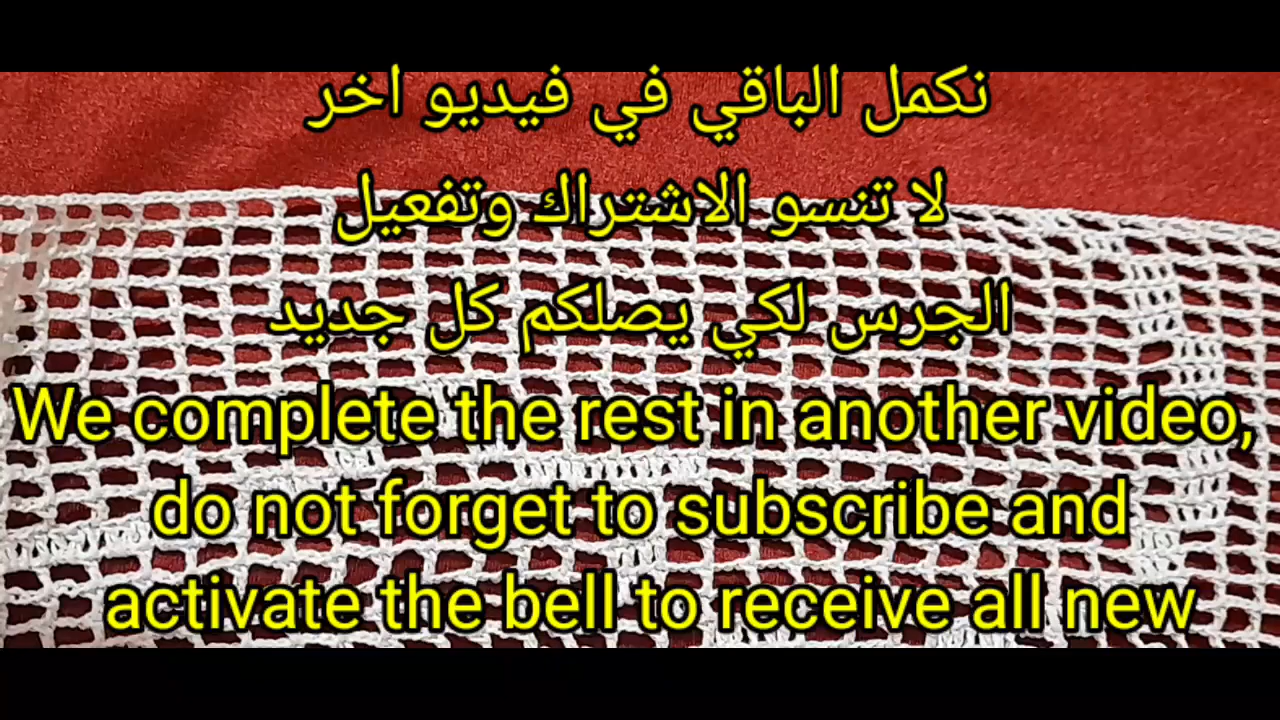 نكمل الباقي في فيديو اخر
لا تنسو الاشتراك وتفعيل
الجرس لكي يصلكم كل جديد
We complete the rest in another video,
do not forget to subscribe and
activate the bell to receive all new